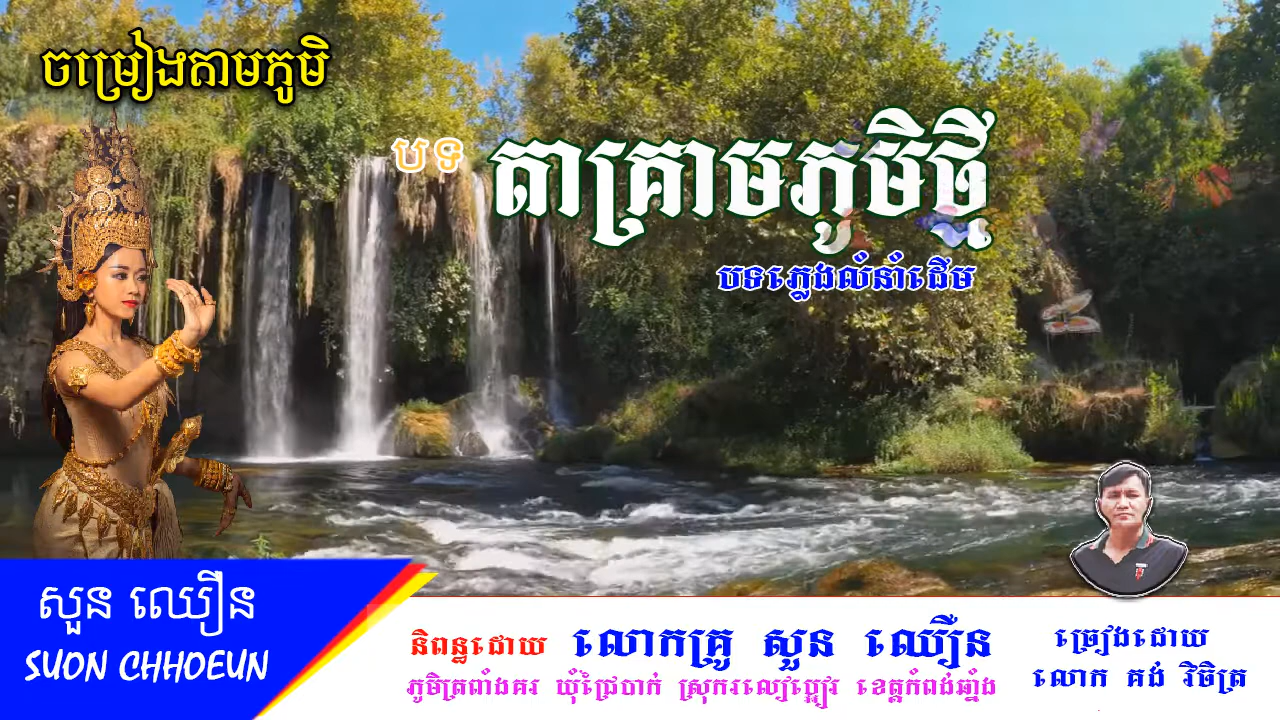 ចម្រៀងតាមភូមិ
បទ តាគ្រាមភូមិថ្មី
បទភ្លេងលំនាំដើម
សួន ឈឿន
SUON CHHOEUN
និពន្ធដោយ លោកគ្រូ សួន ឈឿន
ភូមិត្រពាំងគរ ឃុំជ្រៃបាក់ ស្រុករលៀប្អៀរ ខេត្តកំពង់ឆ្នាំង
ច្រៀងដោយ
លោក គង់ វិចិត្រ